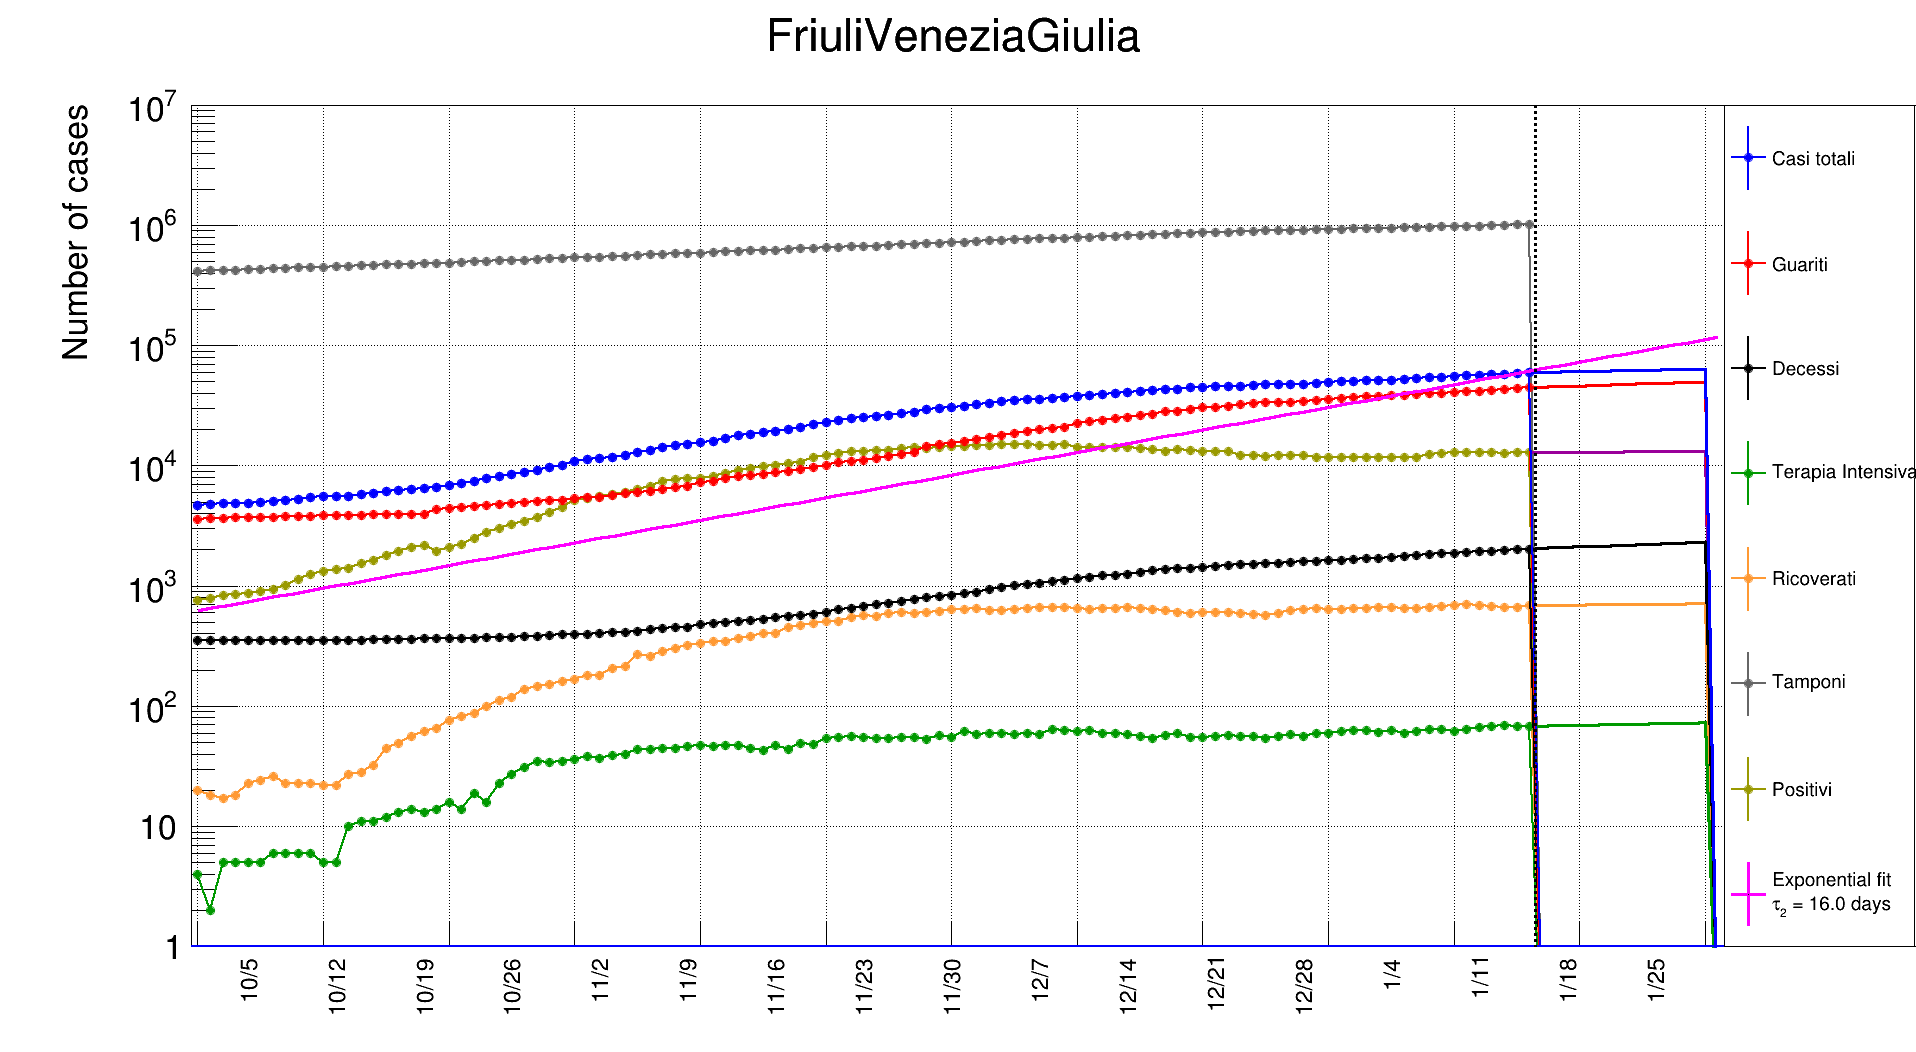 FriuliVeneziaGiulia
Number of cases
10^7
10^6
10^5
10^4
10^3
10^2
10
1
10/5
10/12
10/19
10/26
11/2
11/9
11/16
11/23
11/30
12/7
12/14
12/21
12/28
1/4
1/11
1/18
1/25
Casi totali
Guariti
Decessi
Terapia Intensiva
Ricoverati
Tamponi
Positivi
Exponential fit
τ_2 = 16.0 days